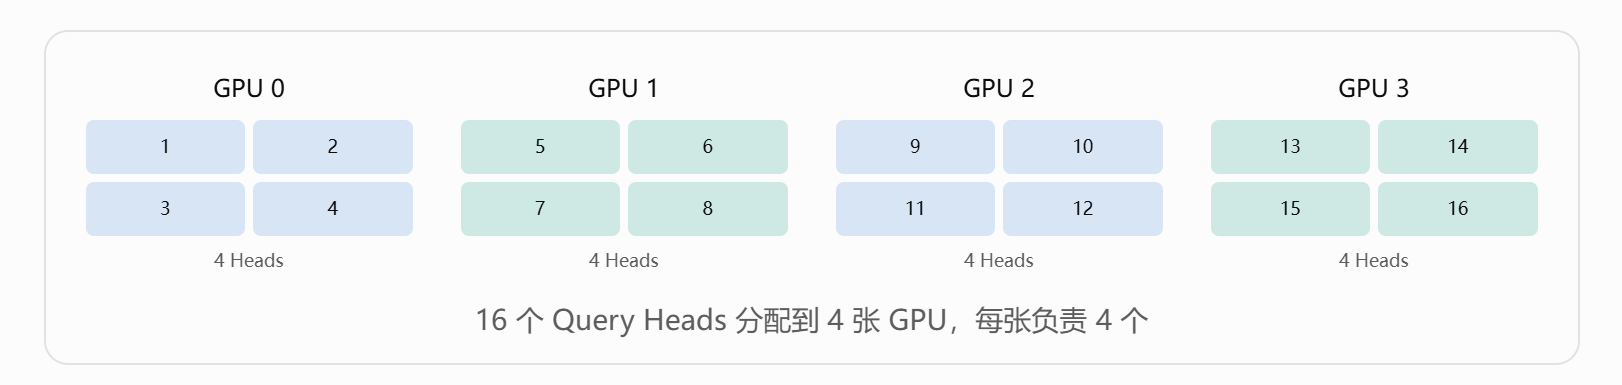 GPU 0 GPU 1 GPU 2 GPU 3
1 2 5 6 9 10 13 14
3 4 7 8 11 12 15 16
4 Heads 4 Heads 4 Heads 4 Heads
16 个 Query Heads 分配到 4 张 GPU，每张负责 4 个